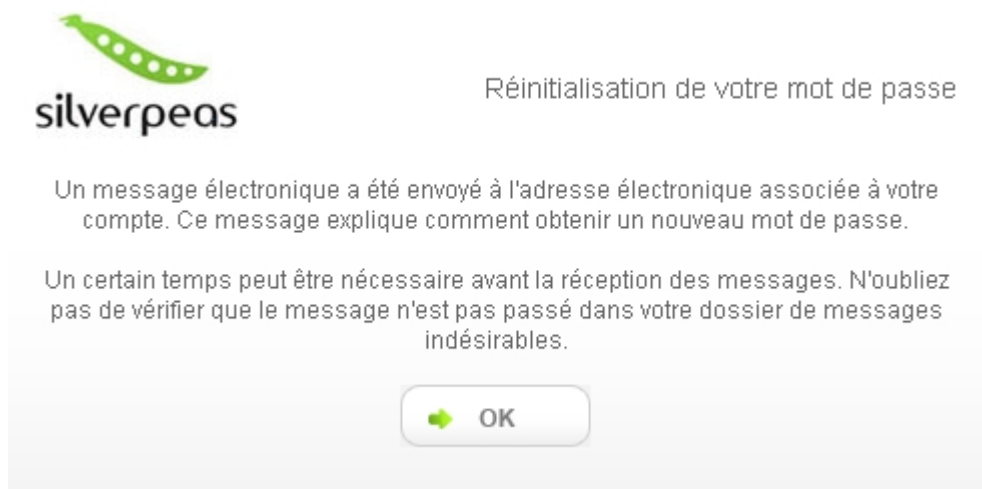 silverpeas
Réinitialisation de votre mot de passe
Un message électronique a été envoyé à l'adresse électronique associée à votre
compte. Ce message explique comment obtenir un nouveau mot de passe.
Un certain temps peut être nécessaire avant la réception des messages. N'oubliez
pas de vérifier que le message n'est pas passé dans votre dossier de messages
indésirables.
OK